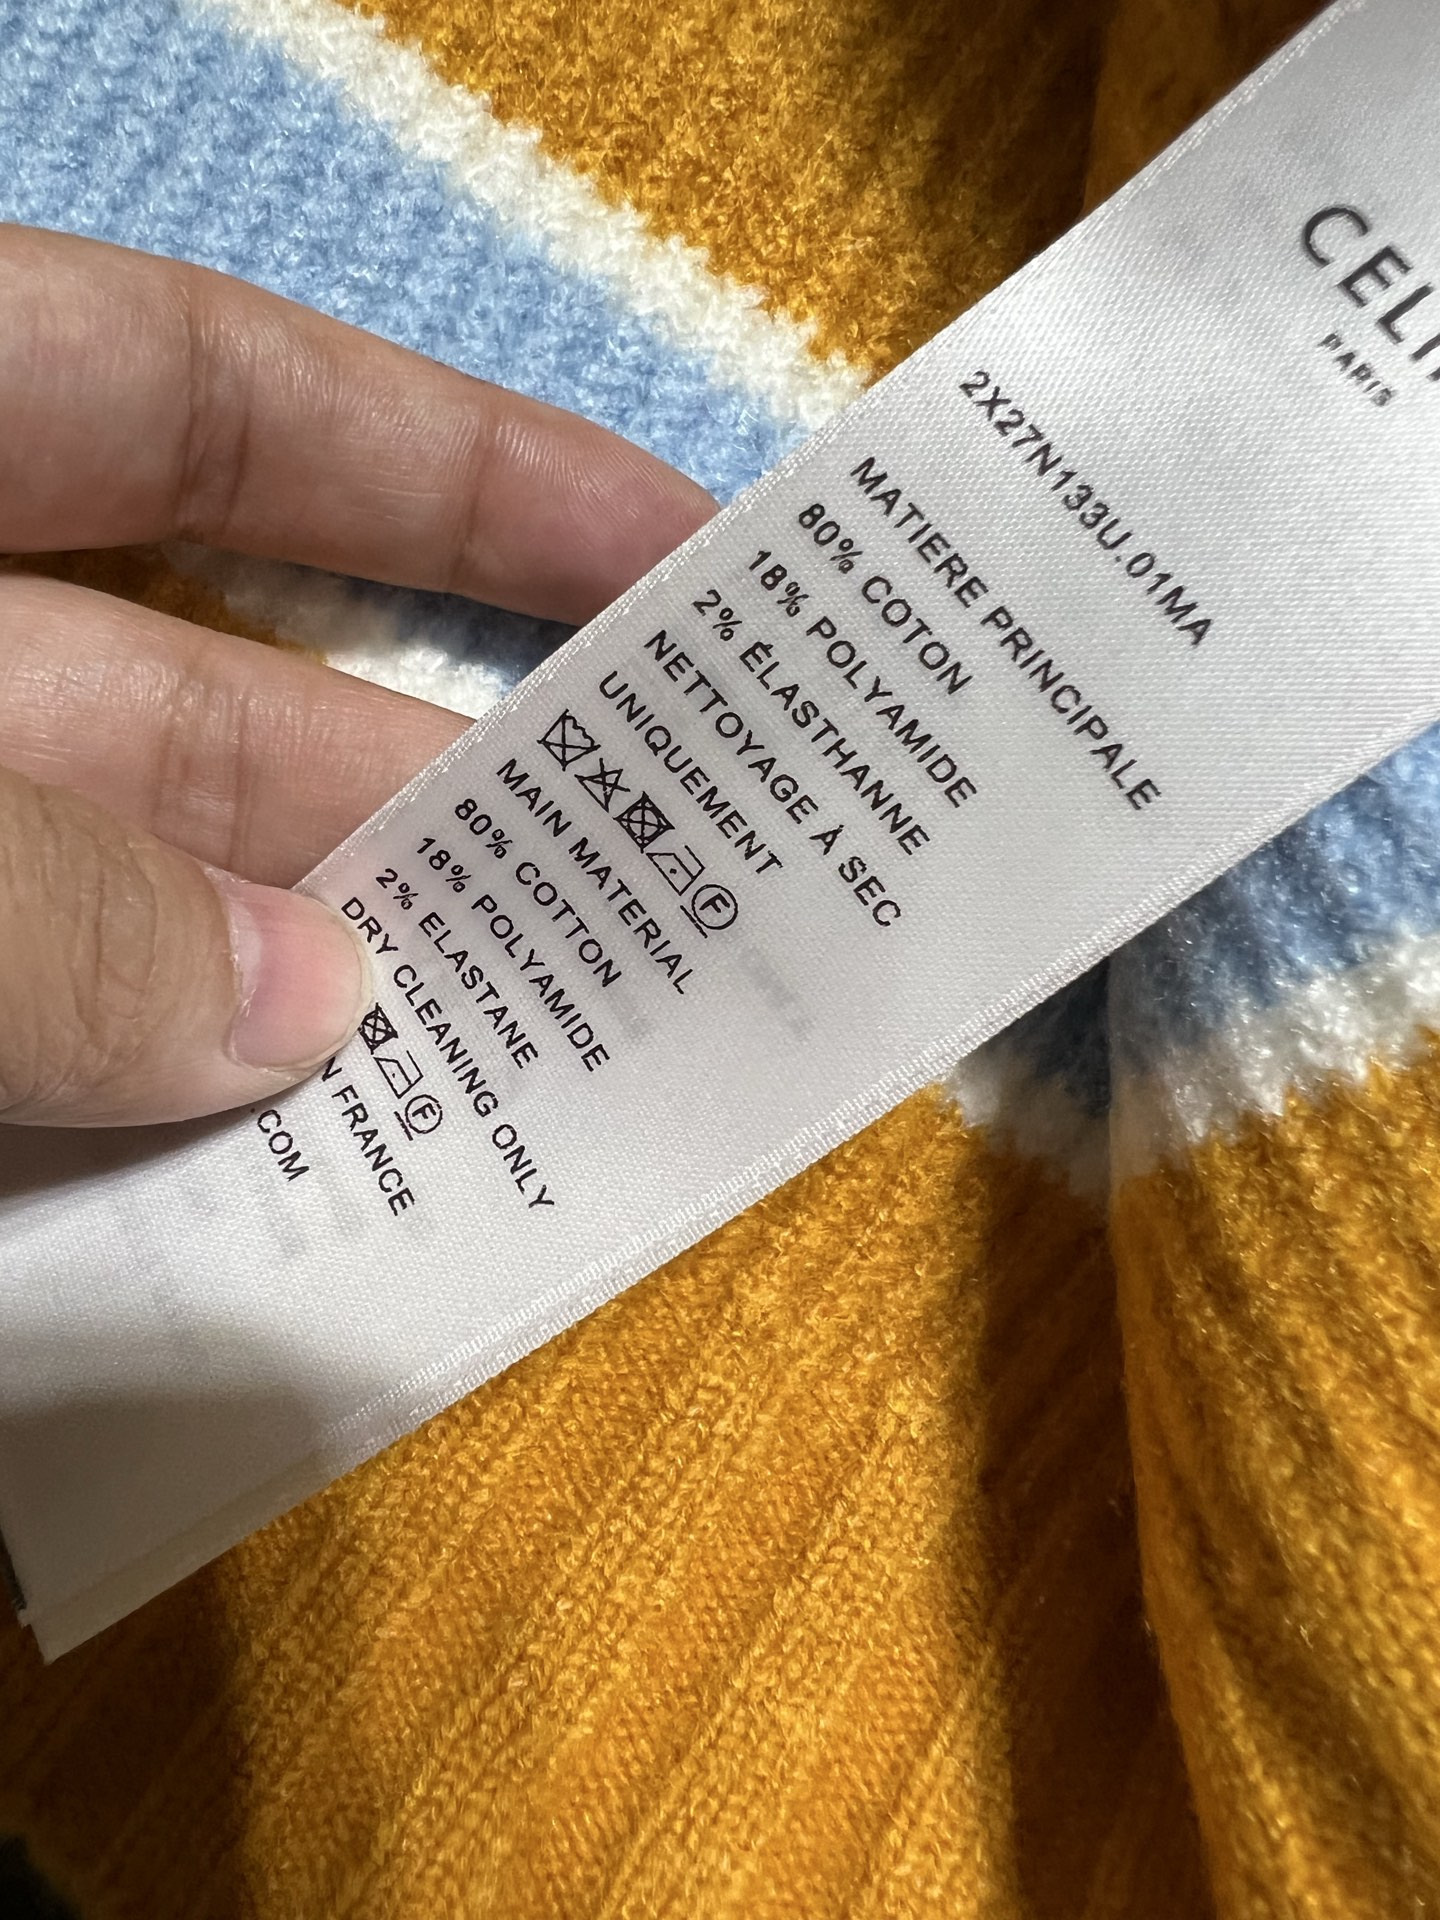 CELI
PARIS
2X27N133U.01MA
MATIERE PRINCIPALE
80% COTON
18% POLYAMIDE
2% ÉLASTHANNE
NETTOYAGE À SEC
UNIQUEMENT
F
MAIN MATERIAL
80% COTTON
18% POLYAMIDE
2% ELASTANE
DRY CLEANING ONLY
F
N FRANCE
.COM